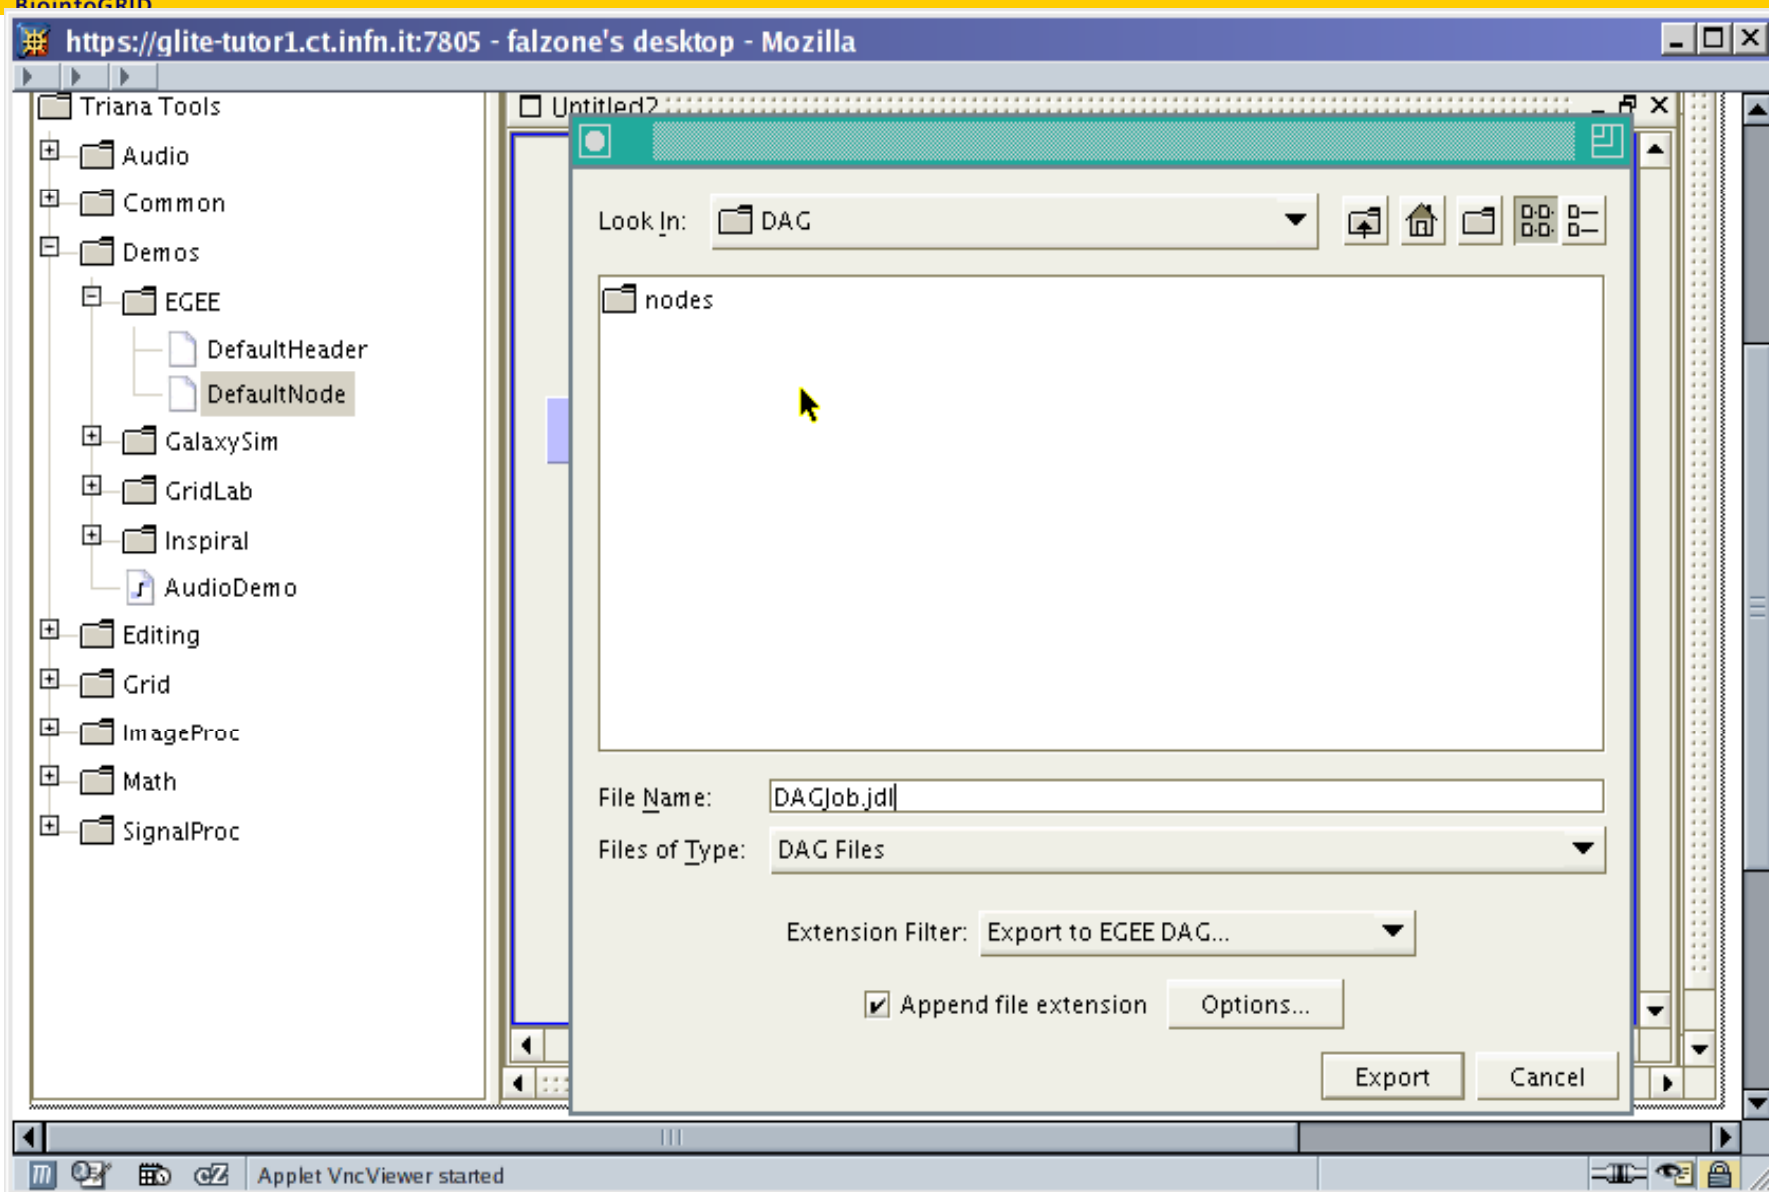 BioinfoGRID
https://glite-tutor1.ct.infn.it:7805 - falzone's desktop - Mozilla
Triana Tools
Audio
Common
Demos
EGEE
DefaultHeader
DefaultNode
GalaxySim
GridLab
Inspiral
AudioDemo
Editing
Grid
ImageProc
Math
SignalProc
Untitled2
Look In: DAG
nodes
File Name: DAGJob.jdl
Files of Type: DAG Files
Extension Filter: Export to EGEE DAG...
Append file extension Options...
Export Cancel
Applet VncViewer started